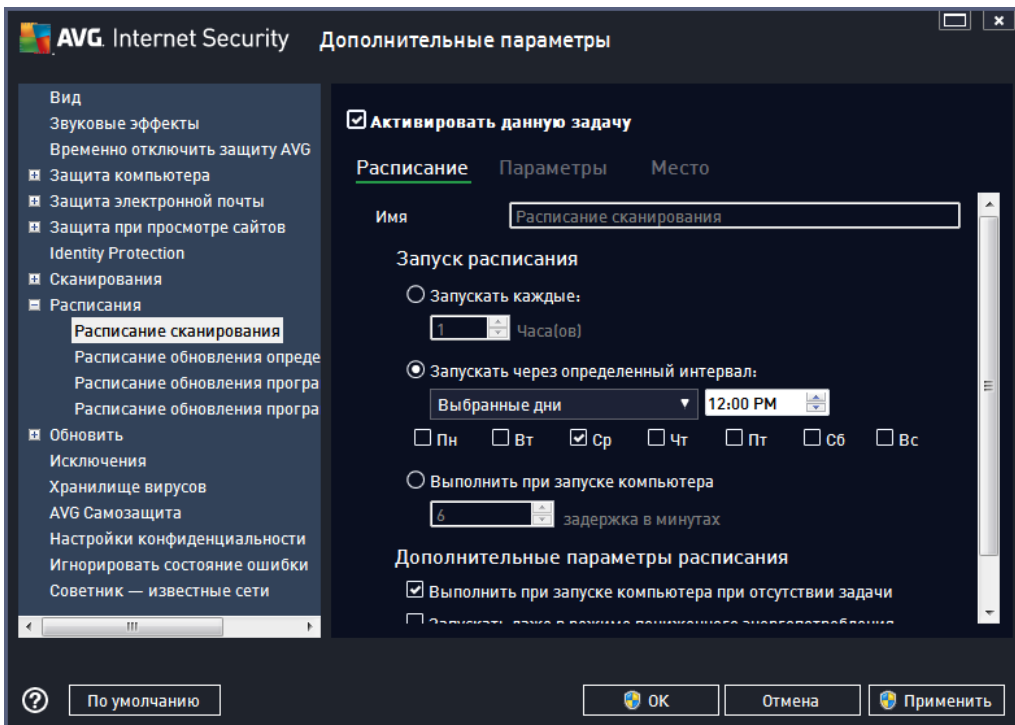 AVG. Internet Security Дополнительные параметры
Вид
Звуковые эффекты
Временно отключить защиту AVG
Защита компьютера
Защита электронной почты
Защита при просмотре сайтов
Identity Protection
Сканирования
Расписания
Расписание сканирования
Расписание обновления опреде
Расписание обновления програ
Расписание обновления програ
Обновить
Исключения
Хранилище вирусов
AVG Самозащита
Настройки конфиденциальности
Игнорировать состояние ошибки
Советник — известные сети
Активировать данную задачу
Расписание Параметры Место
Имя Расписание сканирования
Запуск расписания
Запускать каждые:
1 Часа(ов)
Запускать через определенный интервал:
Выбранные дни 12:00 PM
Пн Вт Ср Чт Пт Сб Вс
Выполнить при запуске компьютера
6 задержка в минутах
Дополнительные параметры расписания
Выполнить при запуске компьютера при отсутствии задачи
Запускать даже в режиме пониженного энергопотребления
? По умолчанию OK Отмена Применить